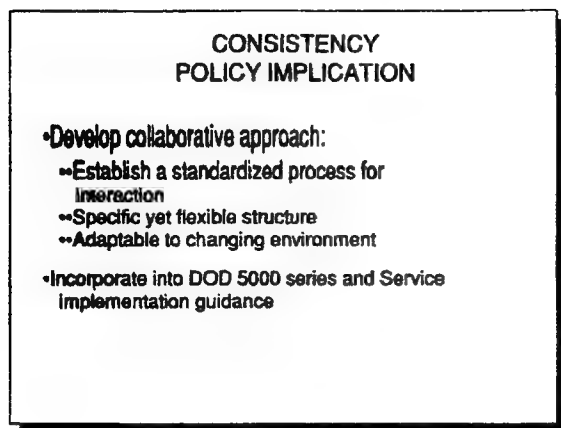 CONSISTENCY
POLICY IMPLICATION
•Develop collaborative approach:
••Establish a standardized process for
interaction
••Specific yet flexible structure
••Adaptable to changing environment
•Incorporate into DOD 5000 series and Service
implementation guidance